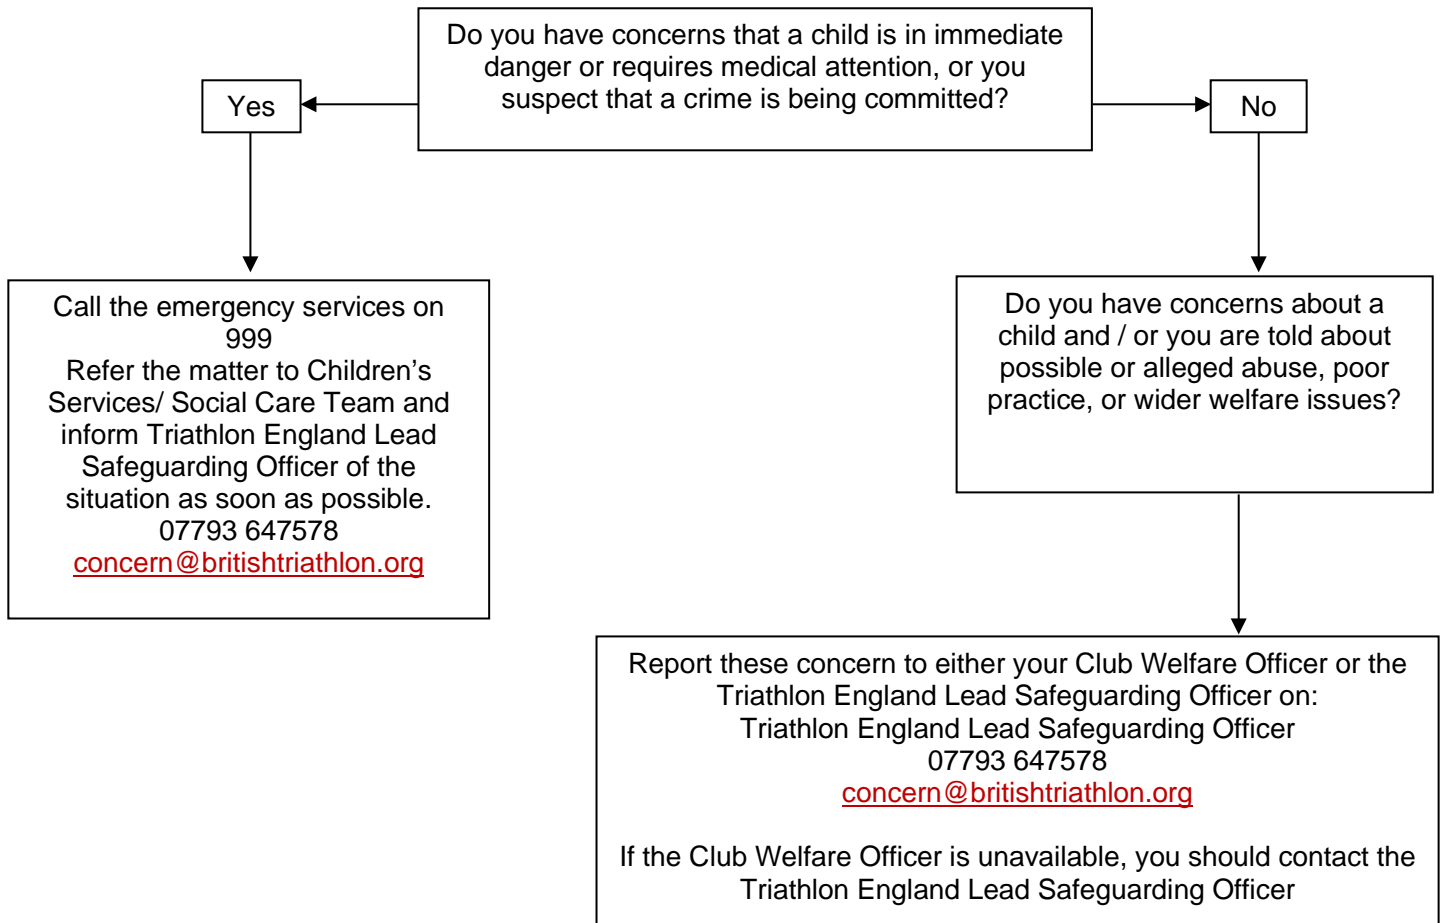 Do you have concerns that a child is in immediate
danger or requires medical attention, or you
suspect that a crime is being committed?
Yes
No
Call the emergency services on
999
Refer the matter to Children's
Services/ Social Care Team and
inform Triathlon England Lead
Safeguarding Officer of the
situation as soon as possible.
07793 647578
concern@britishtriathlon.org
Do you have concerns about a
child and / or you are told about
possible or alleged abuse, poor
practice, or wider welfare issues?
Report these concern to either your Club Welfare Officer or the
Triathlon England Lead Safeguarding Officer on:
Triathlon England Lead Safeguarding Officer
07793 647578
concern@britishtriathlon.org
If the Club Welfare Officer is unavailable, you should contact the
Triathlon England Lead Safeguarding Officer